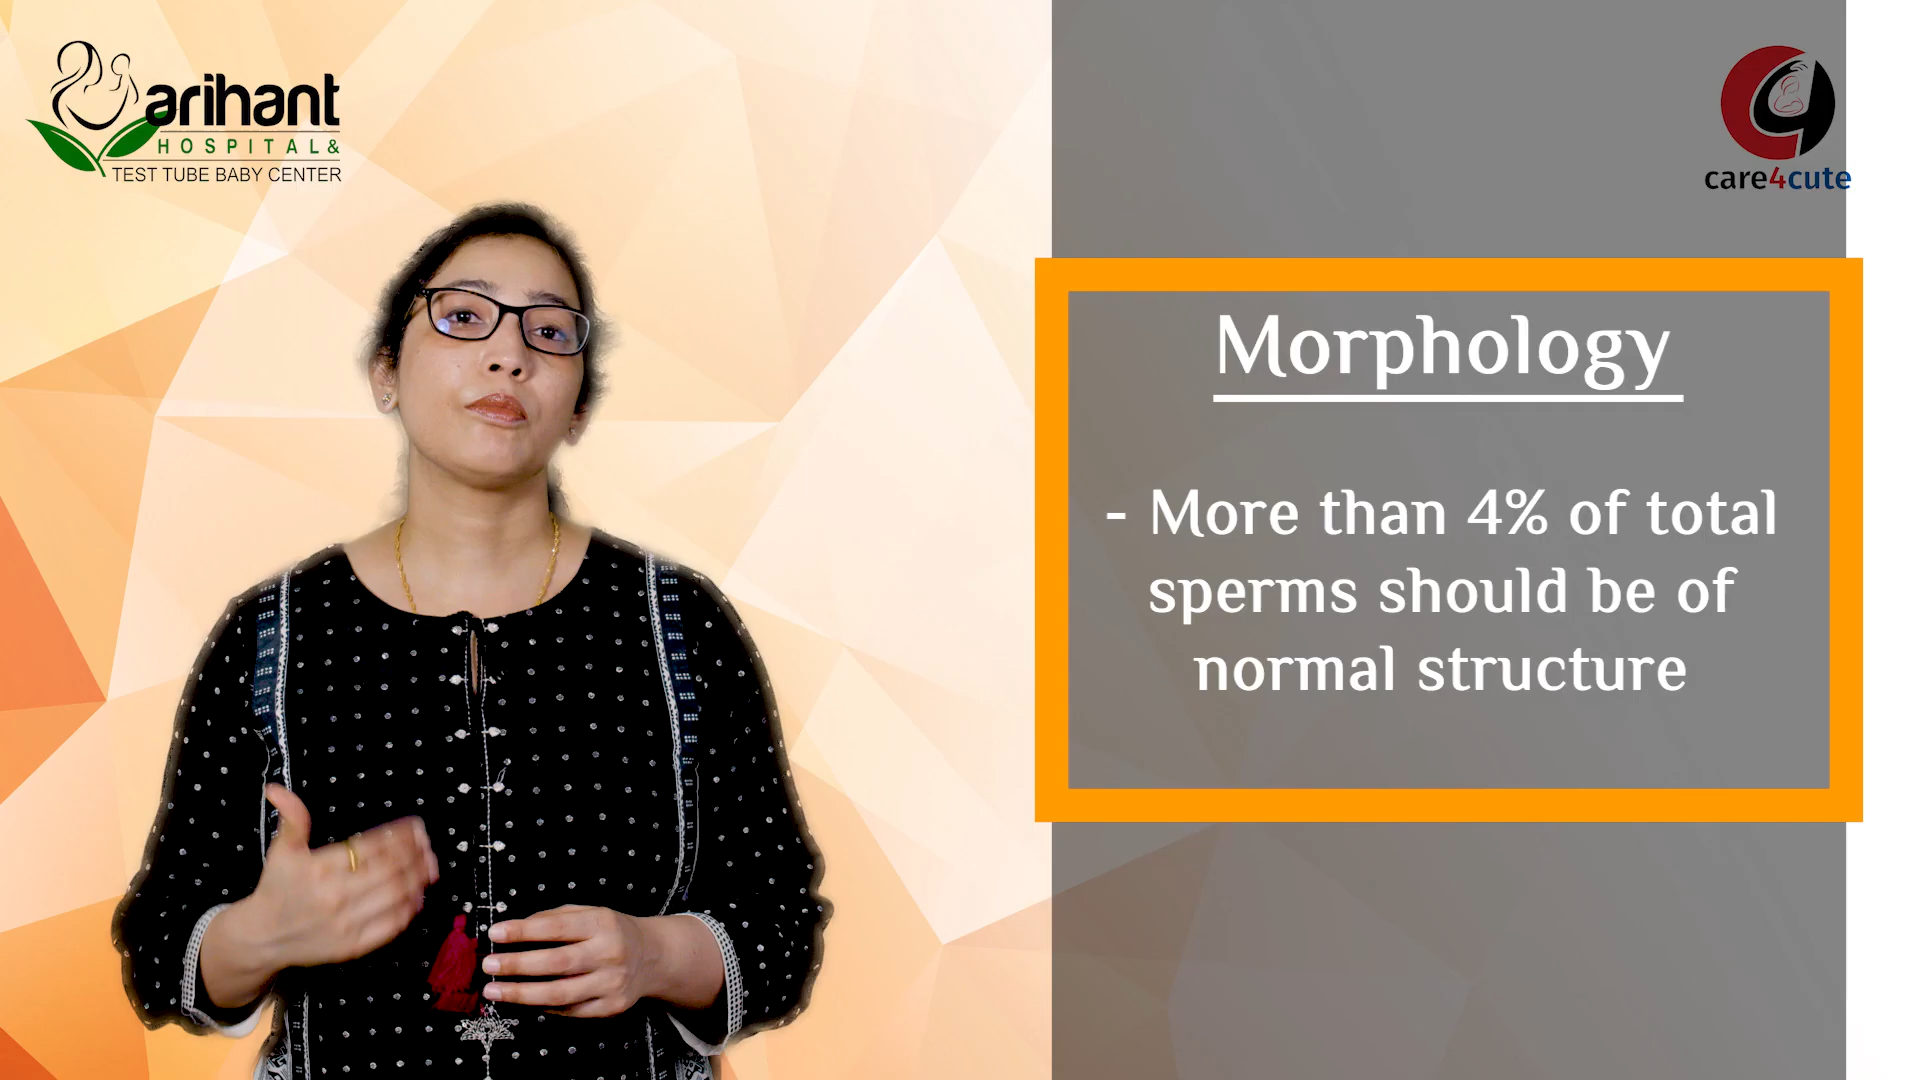 arihant
HOSPITAL&
TEST TUBE BABY CENTER
care4cute
Morphology
- More than 4% of total
sperms should be of
normal structure